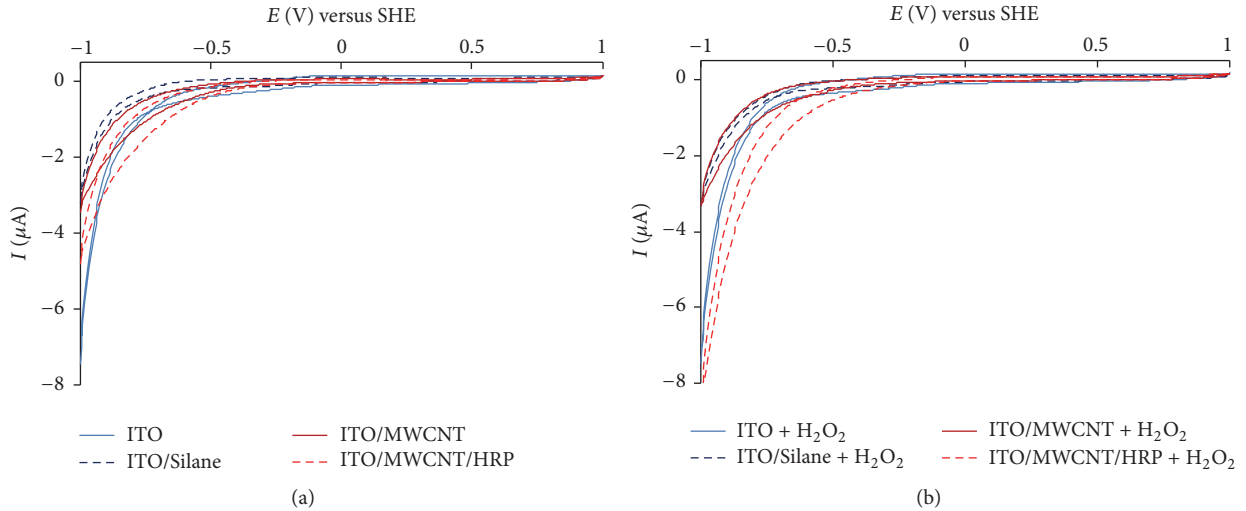 E (V) versus SHE
−1 −0.5 0 0.5 1
0
−2
−4
−6
−8
I (μA)
ITO ITO/MWCNT
ITO/Silane ITO/MWCNT/HRP
(a)
E (V) versus SHE
−1 −0.5 0 0.5 1
0
−2
−4
−6
−8
I (μA)
ITO + H₂O₂ ITO/MWCNT + H₂O₂
ITO/Silane + H₂O₂ ITO/MWCNT/HRP + H₂O₂
(b)